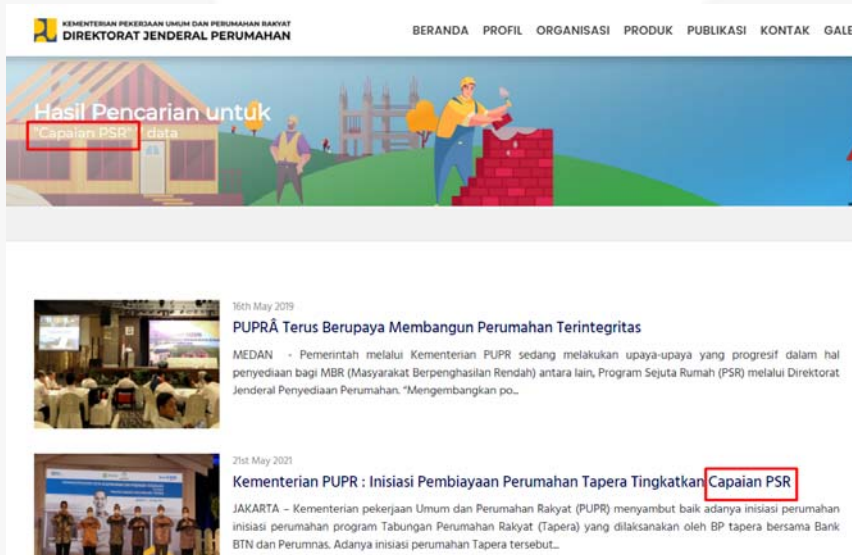 KEMENTERIAN PEKERJAAN UMUM DAN PERUMAHAN RAKYAT
DIREKTORAT JENDERAL PERUMAHAN
BERANDA PROFIL ORGANISASI PRODUK PUBLIKASI KONTAK GALE
Hasil Pencarian untuk
"Capaian PSR" data
16th May 2019
PUPRÂ Terus Berupaya Membangun Perumahan Terintegritas
MEDAN - Pemerintah melalui Kementerian PUPR sedang melakukan upaya-upaya yang progresif dalam hal
penyediaan bagi MBR (Masyarakat Berpenghasilan Rendah) antara lain, Program Sejuta Rumah (PSR) melalui Direktorat
Jenderal Penyediaan Perumahan. "Mengembangkan po...
21st May 2021
Kementerian PUPR : Inisiasi Pembiayaan Perumahan Tapera Tingkatkan Capaian PSR
JAKARTA – Kementerian pekerjaan Umum dan Perumahan Rakyat (PUPR) menyambut baik adanya inisiasi perumahan
inisiasi perumahan program Tabungan Perumahan Rakyat (Tapera) yang dilaksanakan oleh BP tapera bersama Bank
BTN dan Perumnas. Adanya inisiasi perumahan Tapera tersebut...